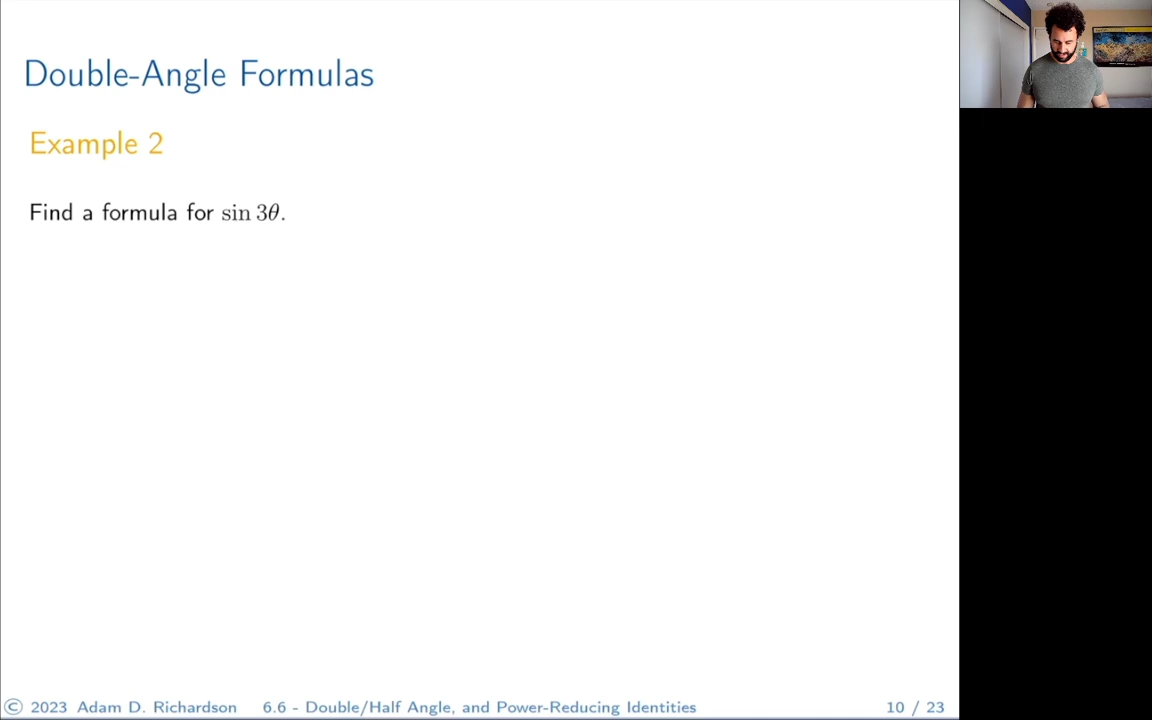 Double-Angle Formulas
Example 2
Find a formula for sin 3θ.
© 2023 Adam D. Richardson 6.6 - Double/Half Angle, and Power-Reducing Identities 10 / 23